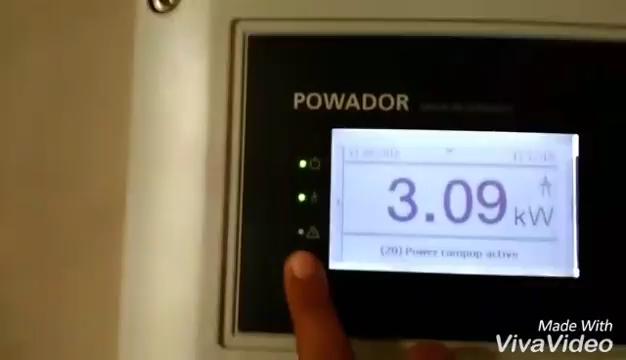 POWADOR
3.09 kW
(20) Power rampup active
Made With
VivaVideo